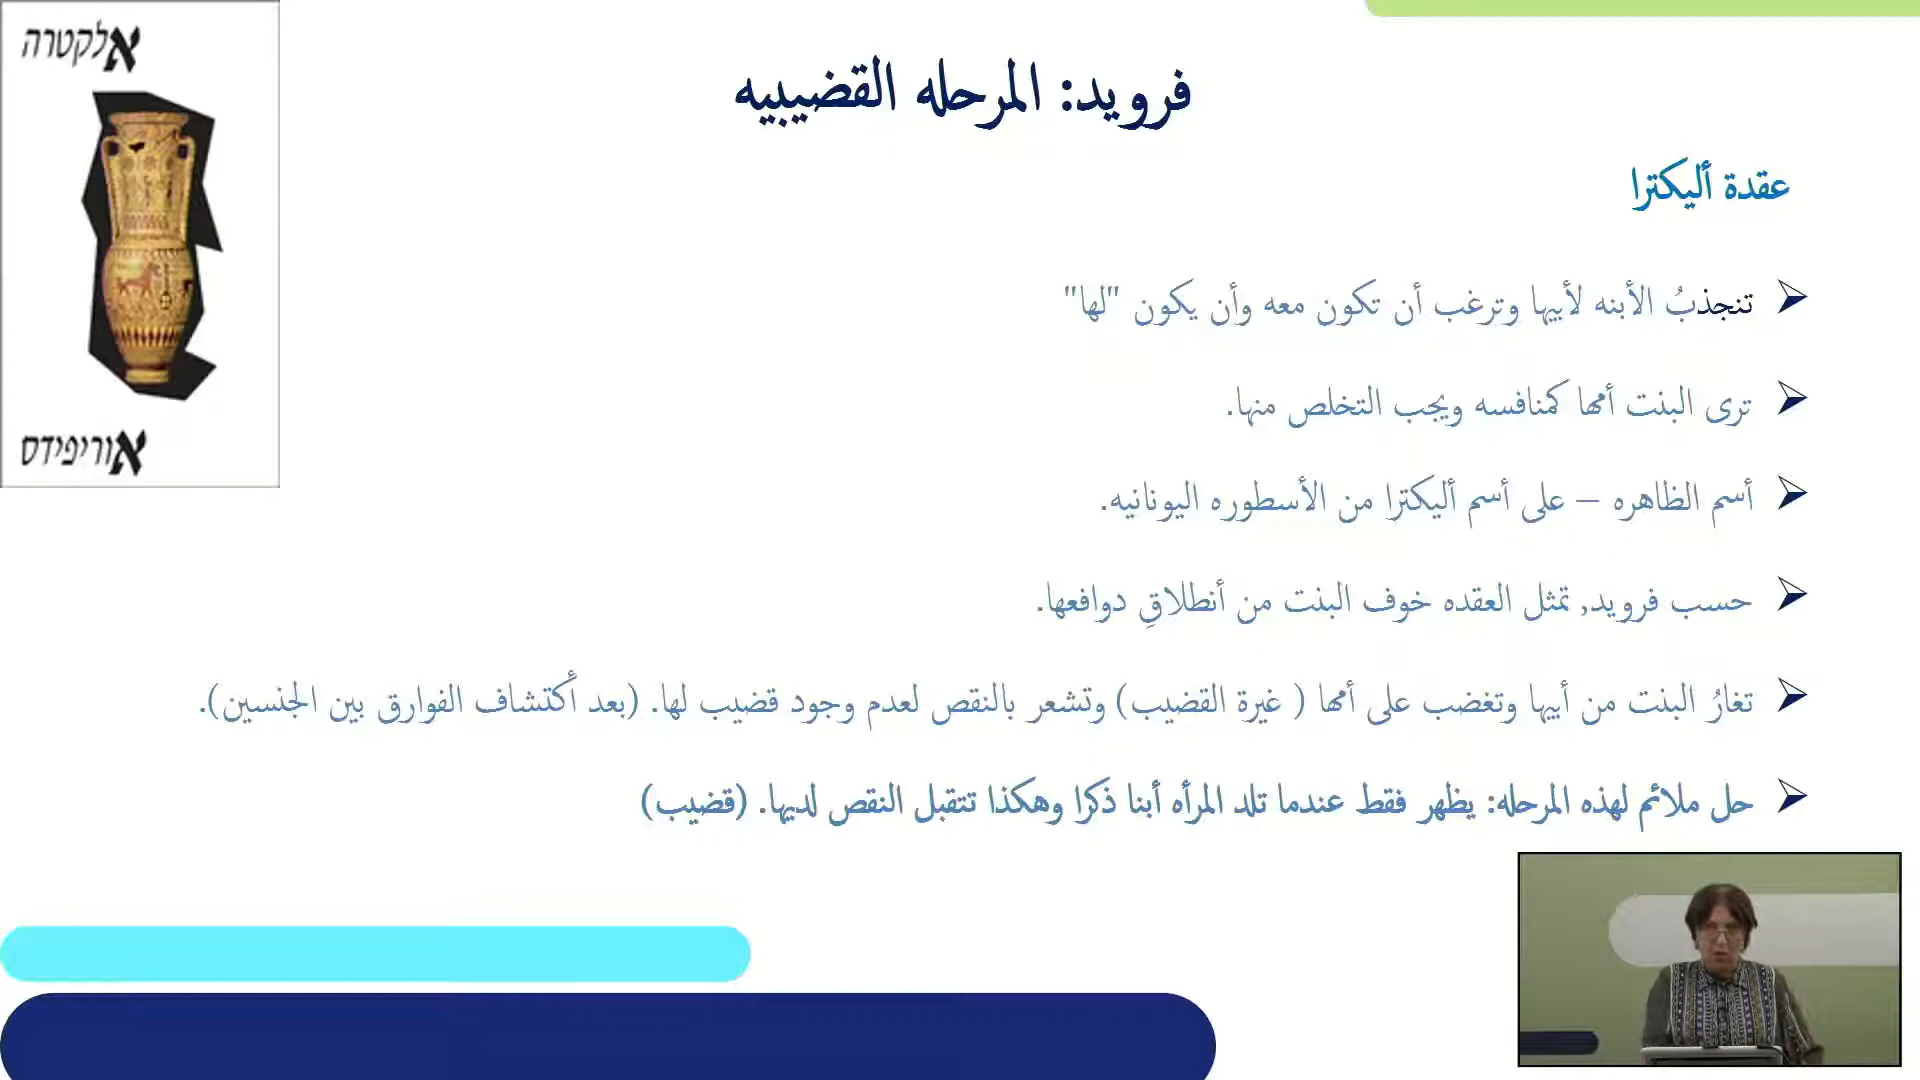 אלקטרה
אוריפידס
فرويد: المرحله القضيبيه
عقدة أليكترا
تنجذبُ الأبنه لأبيها وترغب أن تكون معه وأن يكون "لها"
ترى البنت أمها كمنافسه ويجب التخلص منها.
أسم الظاهره – على أسم أليكترا من الأسطوره اليونانيه.
حسب فرويد, تمثل العقده خوف البنت من أنطلاقِ دوافعها.
تغارُ البنت من أبيها وتغضب على أمها ( غيرة القضيب) وتشعر بالنقص لعدم وجود قضيب لها. (بعد أكتشاف الفوارق بين الجنسين).
حل ملائم لهذه المرحله: يظهر فقط عندما تلد المرأه أبنا ذكرا وهكذا تتقبل النقص لديها. (قضيب)